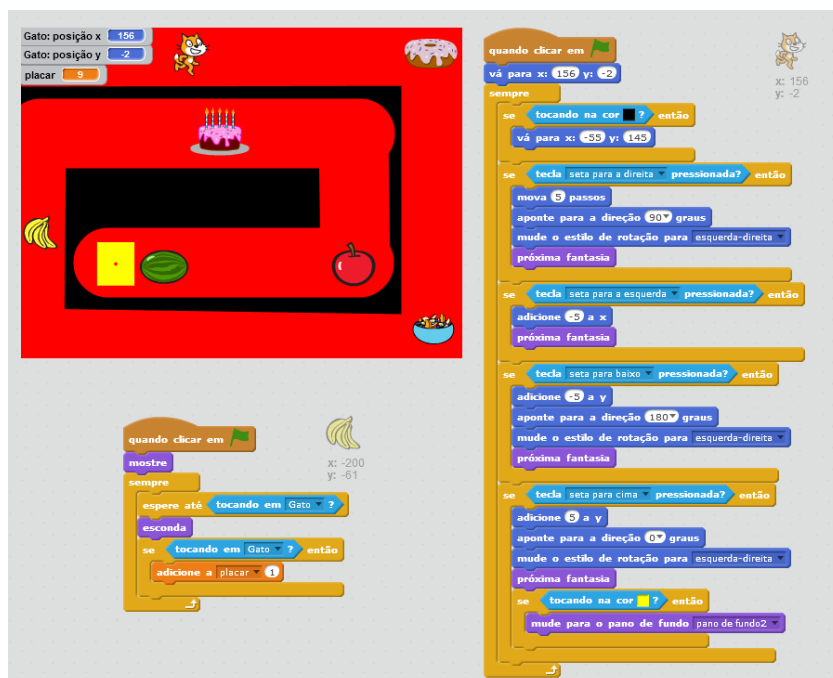 Gato: posição x 156
Gato: posição y -2
placar 9
quando clicar em
vá para x: 156 y: -2
sempre
se tocando na cor ? então
vá para x: -55 y: 145
se tecla seta para a direita pressionada? então
mova 5 passos
aponte para a direção 90 graus
mude o estilo de rotação para esquerda-direita
próxima fantasia
se tecla seta para a esquerda pressionada? então
adicione -5 a x
próxima fantasia
se tecla seta para baixo pressionada? então
adicione -5 a y
aponte para a direção 180 graus
mude o estilo de rotação para esquerda-direita
próxima fantasia
se tecla seta para cima pressionada? então
adicione 5 a y
aponte para a direção 0 graus
mude o estilo de rotação para esquerda-direita
próxima fantasia
se tocando na cor ? então
mude para o pano de fundo pano de fundo2
x: 156
y: -2
quando clicar em
mostre
sempre
espere até tocando em Gato ?
esconda
se tocando em Gato ? então
adicione a placar 1
x: -200
y: -61